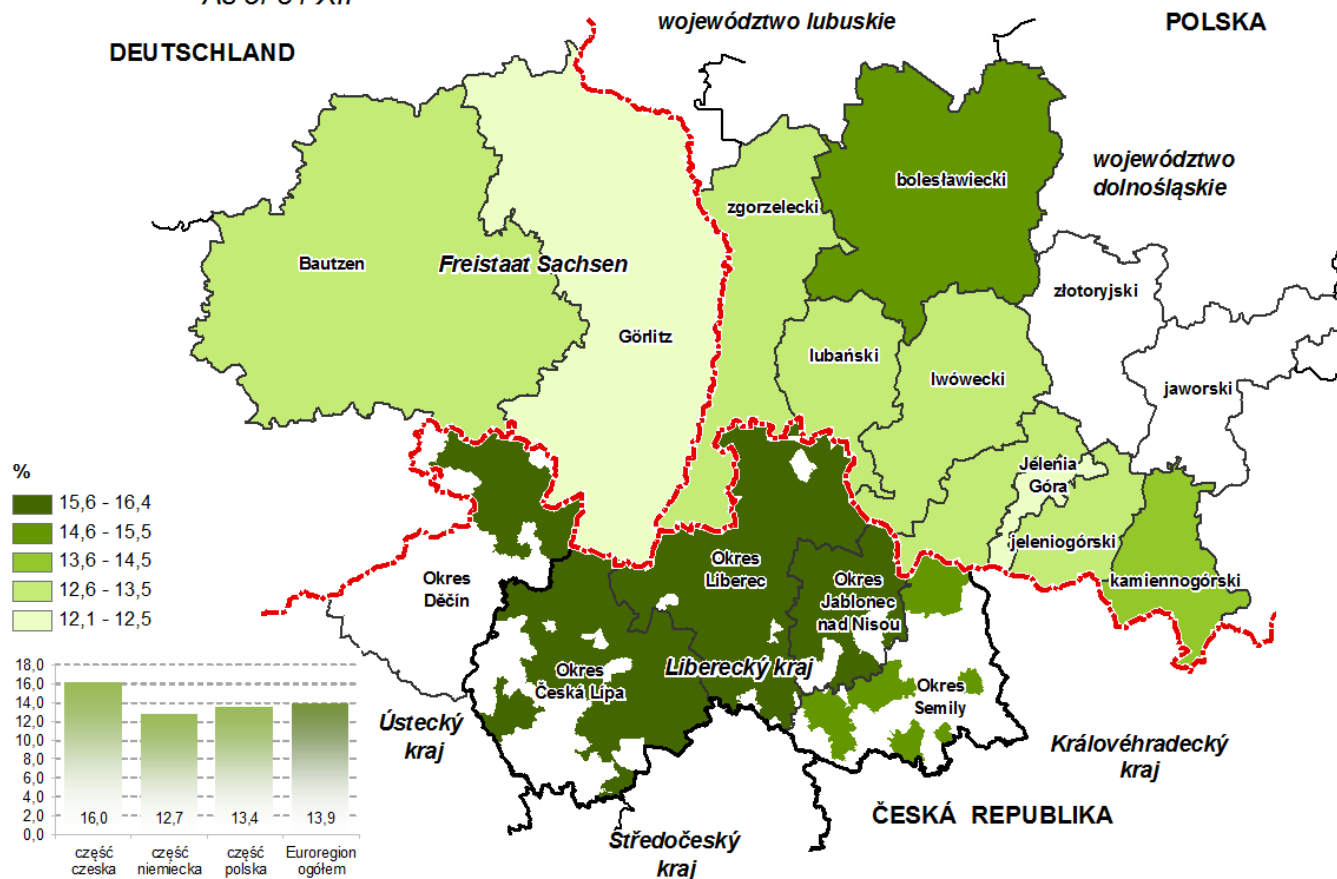 As of 31 XII
województwo lubuskie
POLSKA
DEUTSCHLAND
województwo
dolnośląskie
bolesławiecki
zgorzelecki
Bautzen
Freistaat Sachsen
złotoryjski
Görlitz
lubański
lwówecki
jaworski
Jelenia
Góra
jeleniogórski
kamiennogórski
%
15,6 - 16,4
14,6 - 15,5
13,6 - 14,5
12,6 - 13,5
12,1 - 12,5
Okres
Děčín
Okres
Liberec
Okres
Jablonec
nad Nisou
Liberecký kraj
Okres
Česká Lípa
Okres
Semily
Ústecký
kraj
Královéhradecký
kraj
ČESKÁ REPUBLIKA
Středočeský
kraj
18,0
16,0
14,0
12,0
10,0
8,0
6,0
4,0
2,0
0,0
16,0
12,7
13,4
13,9
część
czeska
część
niemiecka
część
polska
Euroregion
ogółem